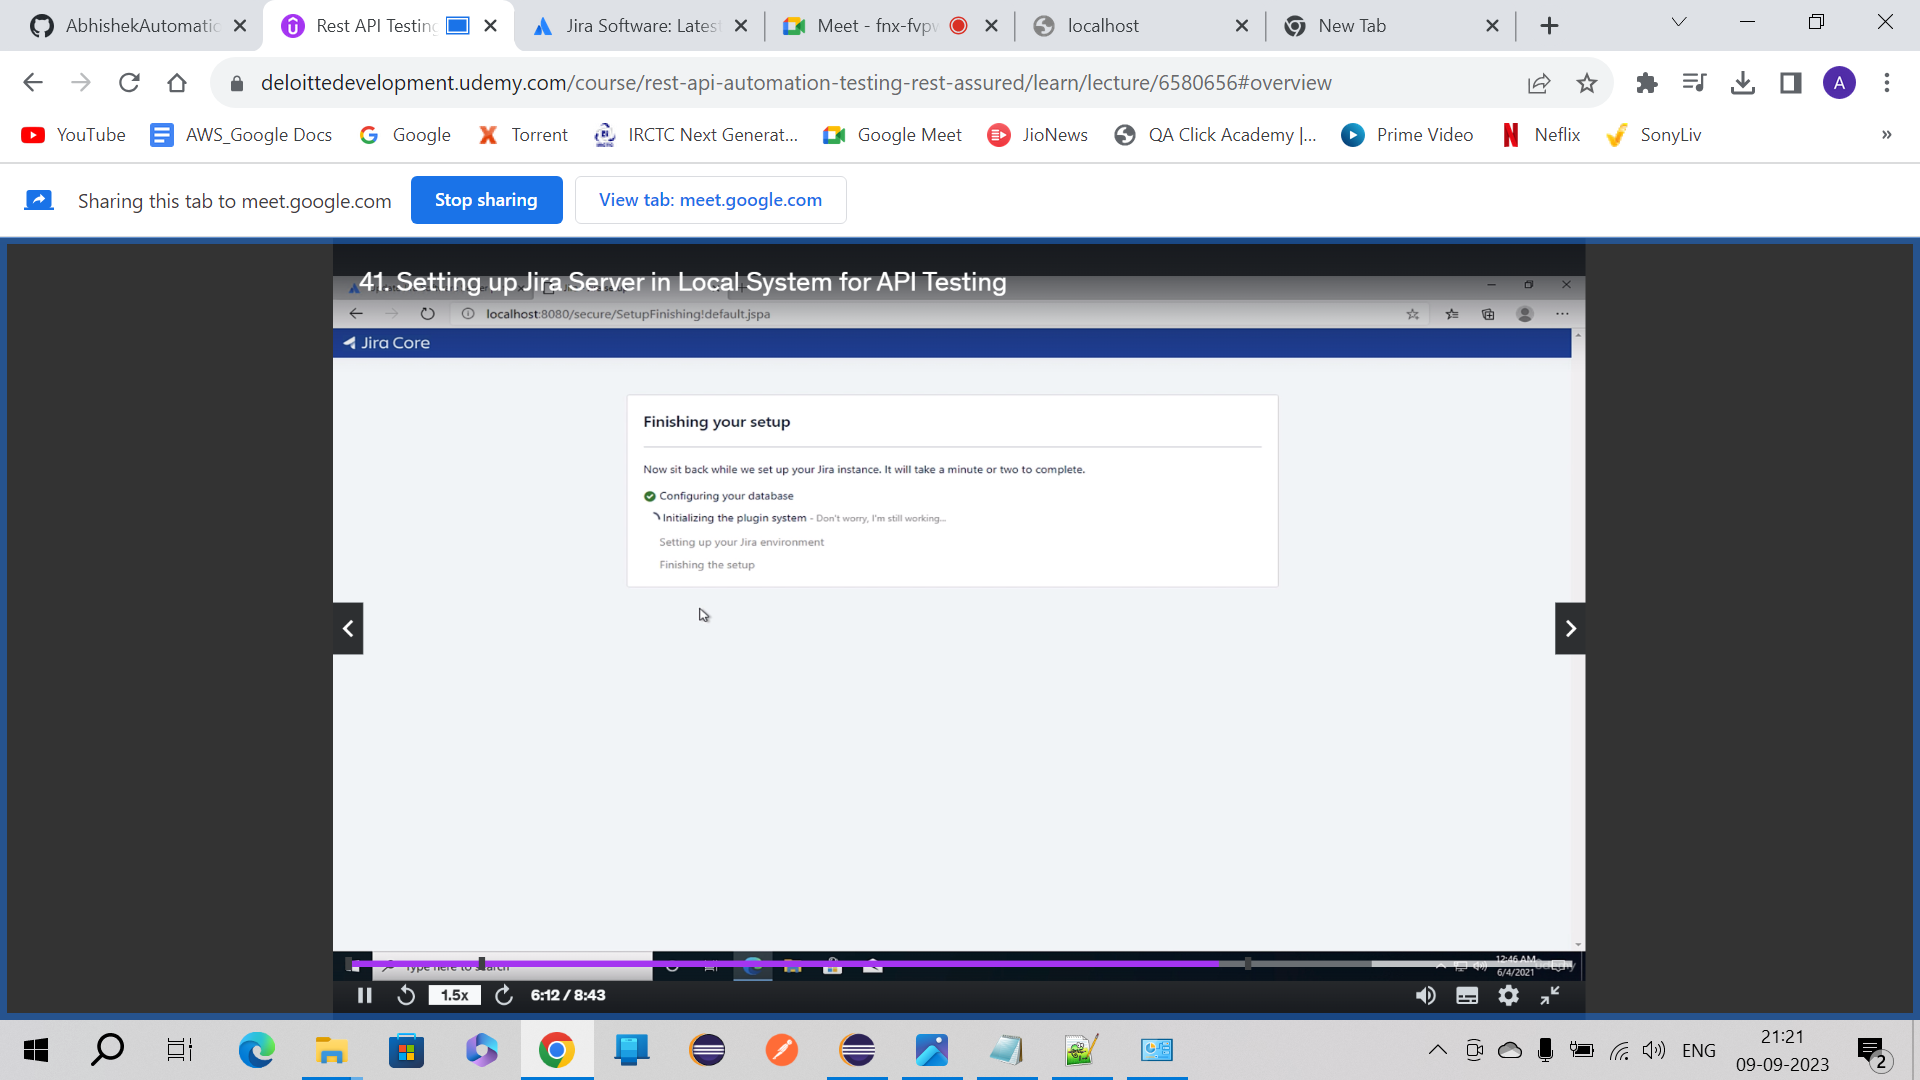 AbhishekAutomatic
Rest API Testing
Jira Software: Latest
Meet - fnx-fvpv
localhost
New Tab
deloittedevelopment.udemy.com/course/rest-api-automation-testing-rest-assured/learn/lecture/6580656#overview
A
YouTube
AWS_Google Docs
Google
Torrent
IRCTC Next Generat...
Google Meet
JioNews
QA Click Academy |...
Prime Video
Neflix
SonyLiv
»
Sharing this tab to meet.google.com
Stop sharing
View tab: meet.google.com
41. Setting up Jira Server in Local System for API Testing
localhost:8080/secure/SetupFinishing!default.jspa
Jira Core
Finishing your setup
Now sit back while we set up your Jira instance. It will take a minute or two to complete.
Configuring your database
Initializing the plugin system - Don't worry, I'm still working...
Setting up your Jira environment
Finishing the setup
Type here to search
12:46 AM
6/4/2021
1.5x
6:12 / 8:43
ENG
21:21
09-09-2023
2